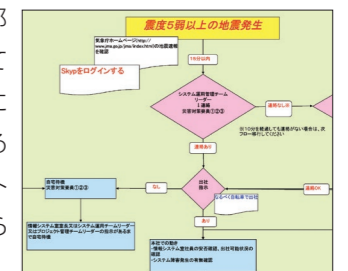 震度5弱以上の地震発生
気象庁ホームページ(http://
www.jma.go.jp/jma/index.html)の地震速報
を確認
Skypをログインする
10分以内
システム運用管理チーム
リーダー
↓連絡
災害対策要員①②③
連絡なし※
※10分を経過しても連絡がない場合は、次
フロー移行してください
連絡あり
自宅待機
災害対策要員①②③
なし
出社
指示
なるべく自転車で出社
連絡OK
情報システム室室長又はシステム運用チームリーダー
又はプロジェクト管理チームリーダーの指示があるま
で自宅待機
あり
本社での動き
・情報システム室社員の安否確認、出社可能状況の
確認
・システム障害発生の有無確認